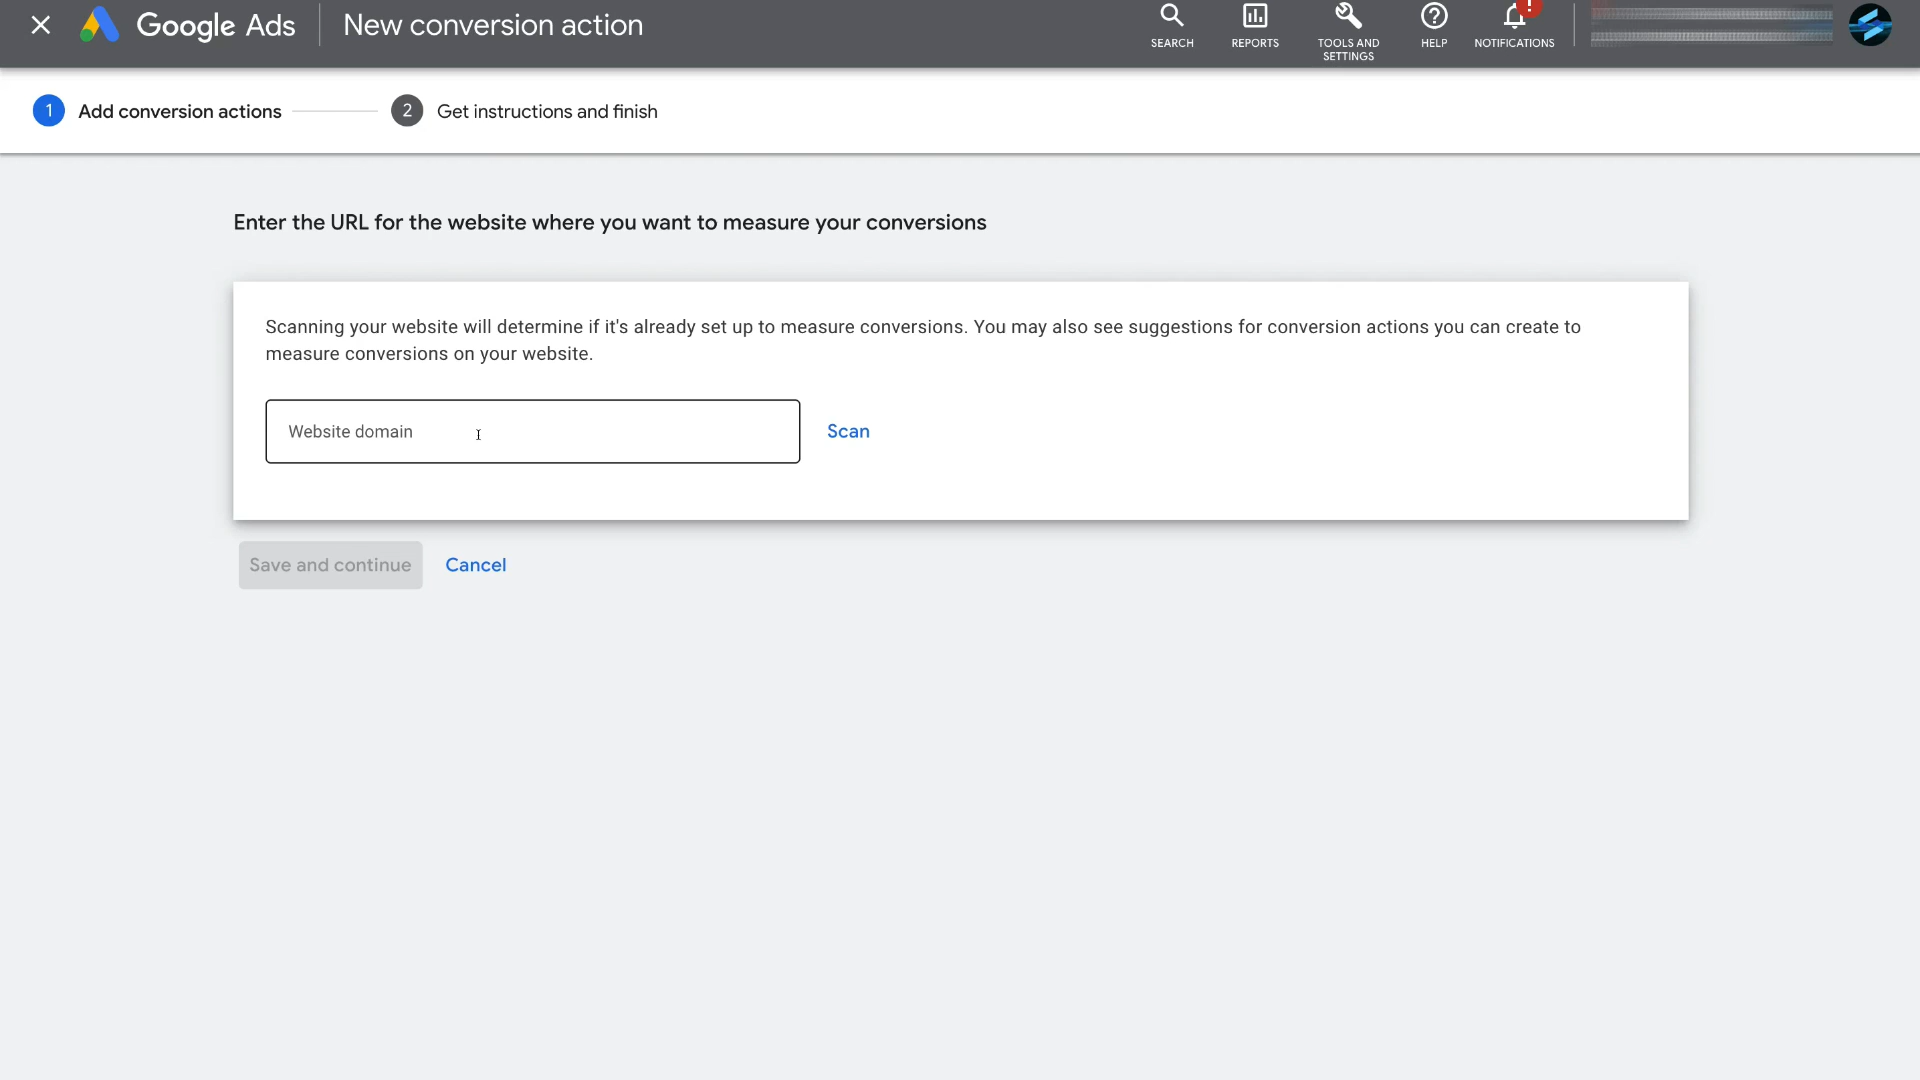 Google Ads
New conversion action
SEARCH
REPORTS
TOOLS AND
SETTINGS
HELP
!
NOTIFICATIONS
1 Add conversion actions
2 Get instructions and finish
Enter the URL for the website where you want to measure your conversions
Scanning your website will determine if it's already set up to measure conversions. You may also see suggestions for conversion actions you can create to
measure conversions on your website.
Website domain
Scan
Save and continue
Cancel